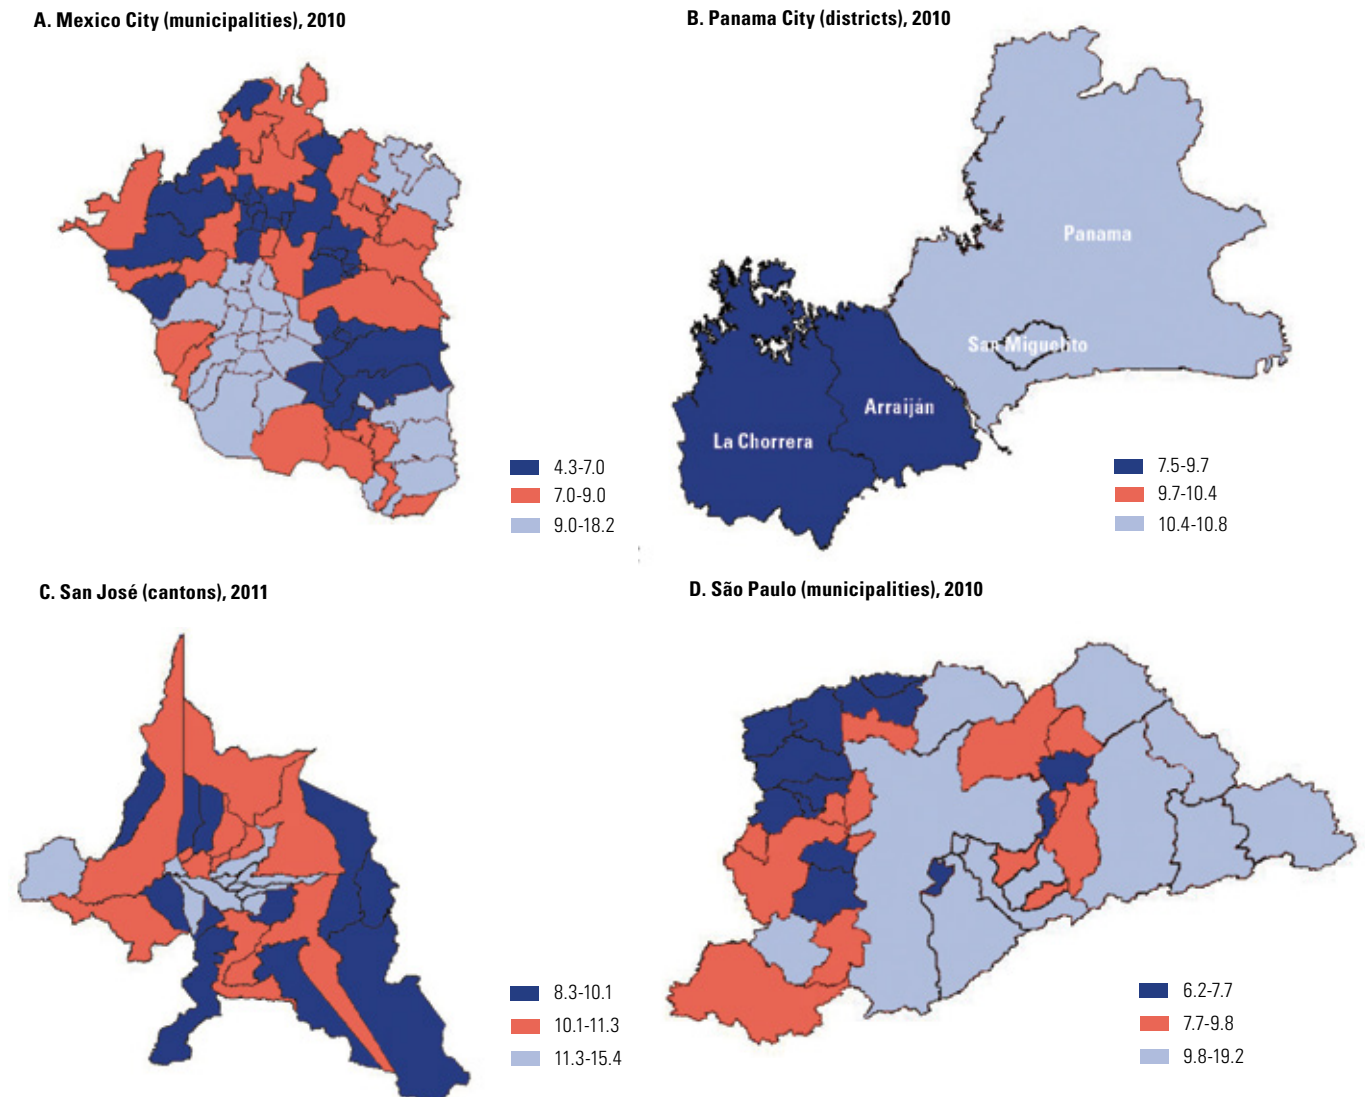 A. Mexico City (municipalities), 2010
4.3-7.0
7.0-9.0
9.0-18.2
B. Panama City (districts), 2010
Panama
San Miguelito
Arraiján
La Chorrera
7.5-9.7
9.7-10.4
10.4-10.8
C. San José (cantons), 2011
8.3-10.1
10.1-11.3
11.3-15.4
D. São Paulo (municipalities), 2010
6.2-7.7
7.7-9.8
9.8-19.2